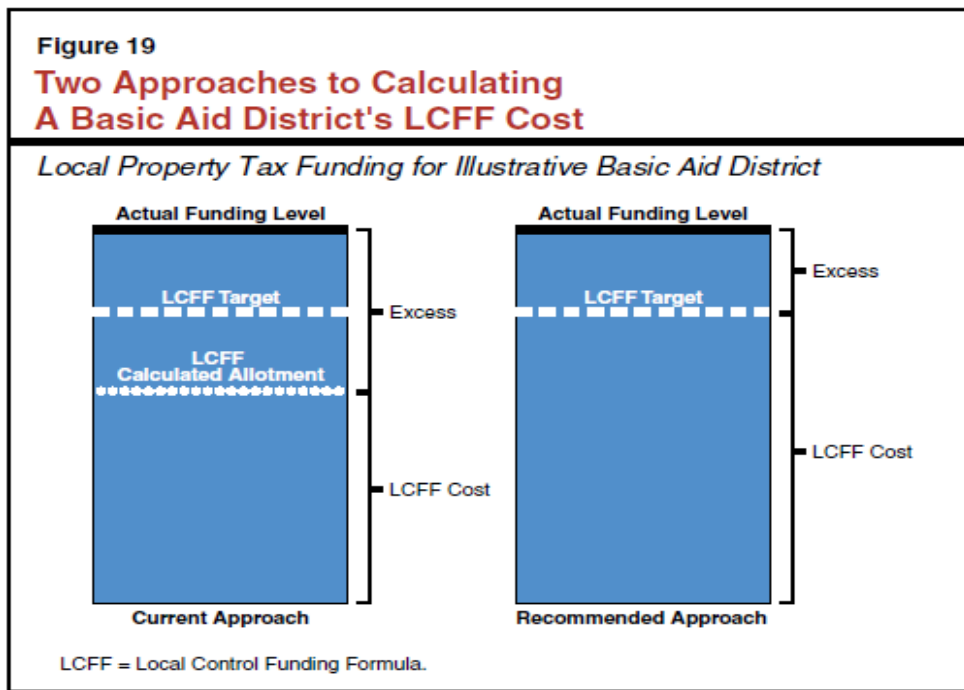 Figure 19
Two Approaches to Calculating
A Basic Aid District's LCFF Cost
Local Property Tax Funding for Illustrative Basic Aid District
Actual Funding Level
LCFF Target
Excess
LCFF
Calculated Allotment
LCFF Cost
Current Approach
Actual Funding Level
Excess
LCFF Target
LCFF Cost
Recommended Approach
LCFF = Local Control Funding Formula.